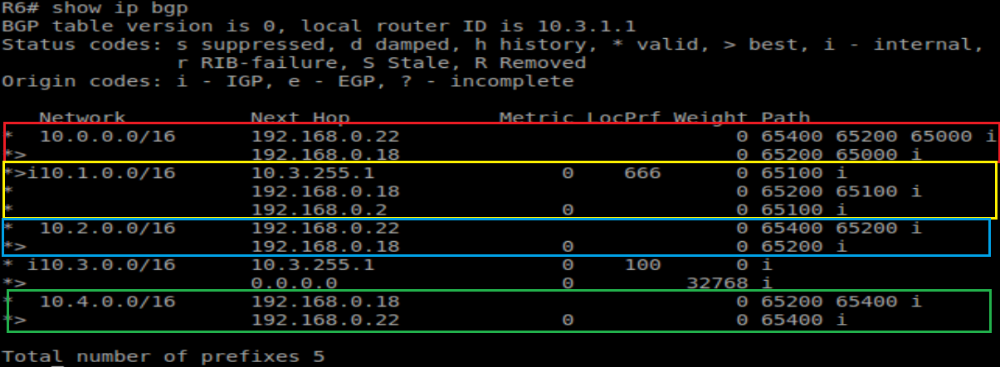 R6# show ip bgp
BGP table version is 0, local router ID is 10.3.1.1
Status codes: s suppressed, d damped, h history, * valid, > best, i - internal,
              r RIB-failure, S Stale, R Removed
Origin codes: i - IGP, e - EGP, ? - incomplete

   Network          Next Hop            Metric LocPrf Weight Path
*  10.0.0.0/16      192.168.0.22                           0 65400 65200 65000 i
*>                  192.168.0.18                           0 65200 65000 i
*>i10.1.0.0/16      10.3.255.1               0    666      0 65100 i
*                   192.168.0.18                           0 65200 65100 i
*                   192.168.0.2              0             0 65100 i
*  10.2.0.0/16      192.168.0.22                           0 65400 65200 i
*>                  192.168.0.18             0             0 65200 i
* i10.3.0.0/16      10.3.255.1               0    100      0 i
*>                  0.0.0.0                  0         32768 i
*  10.4.0.0/16      192.168.0.18                           0 65200 65400 i
*>                  192.168.0.22             0             0 65400 i

Total number of prefixes 5